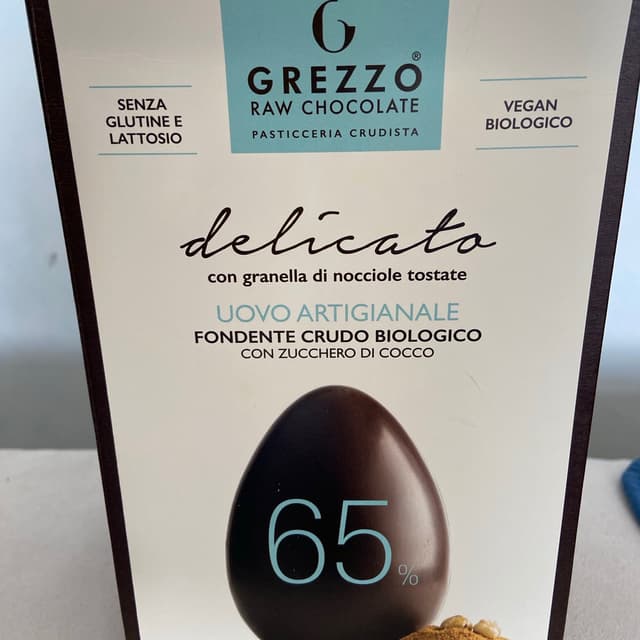 G
GREZZO®
RAW CHOCOLATE
PASTICCERIA CRUDISTA
SENZA
GLUTINE E
LATTOSIO
VEGAN
BIOLOGICO
delicato
con granella di nocciole tostate
UOVO ARTIGIANALE
FONDENTE CRUDO BIOLOGICO
CON ZUCCHERO DI COCCO
65%